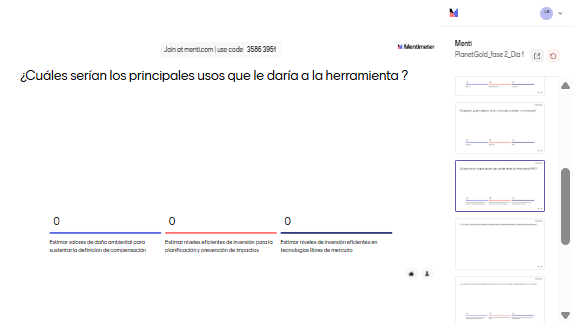 Join at menti.com | use code 3586 3951
Mentimeter
¿Cuáles serían los principales usos que le daría a la herramienta ?
0
0
0
Estimar valores de daño ambiental para
sustentar la definición de compensación
Estimar niveles eficientes de inversión para la
planificación y prevención de impactos
Estimar niveles de inversión eficientes en
tecnologías libres de mercurio
Menti
PlanetGold_fase 2_Dia 1